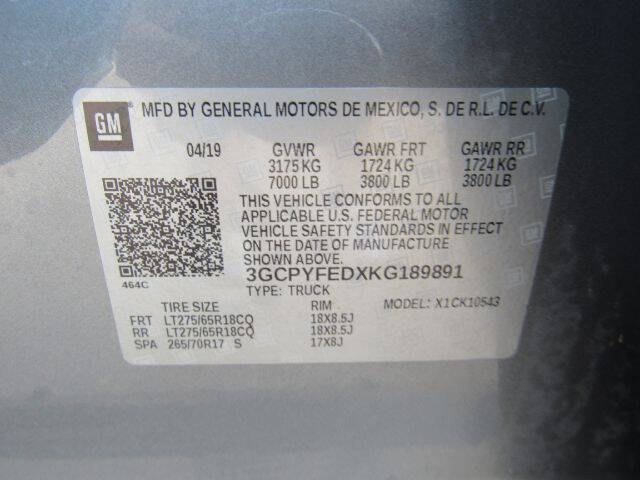 GM ® MFD BY GENERAL MOTORS DE MEXICO, S. DE R.L. DE C.V.
04/19 GVWR GAWR FRT GAWR RR
3175 KG 1724 KG 1724 KG
7000 LB 3800 LB 3800 LB
THIS VEHICLE CONFORMS TO ALL
APPLICABLE U.S. FEDERAL MOTOR
VEHICLE SAFETY STANDARDS IN EFFECT
ON THE DATE OF MANUFACTURE
SHOWN ABOVE.
464C 3GCPYFEDXKG189891
TYPE: TRUCK MODEL: X1CK10543
TIRE SIZE RIM
FRT LT275/65R18CQ 18X8.5J
RR LT275/65R18CQ 18X8.5J
SPA 265/70R17 S 17X8J